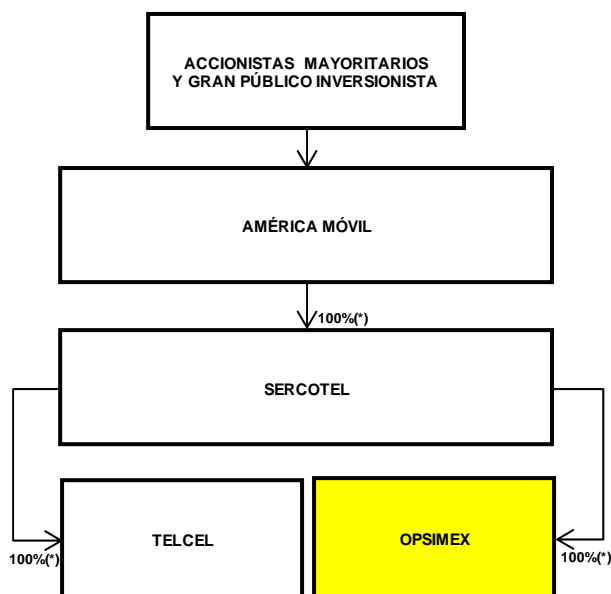 ACCIONISTAS MAYORITARIOS
Y GRAN PÚBLICO INVERSIONISTA
AMÉRICA MÓVIL
100%(*)
SERCOTEL
TELCEL
OPSIMEX
100%(*)
100%(*)